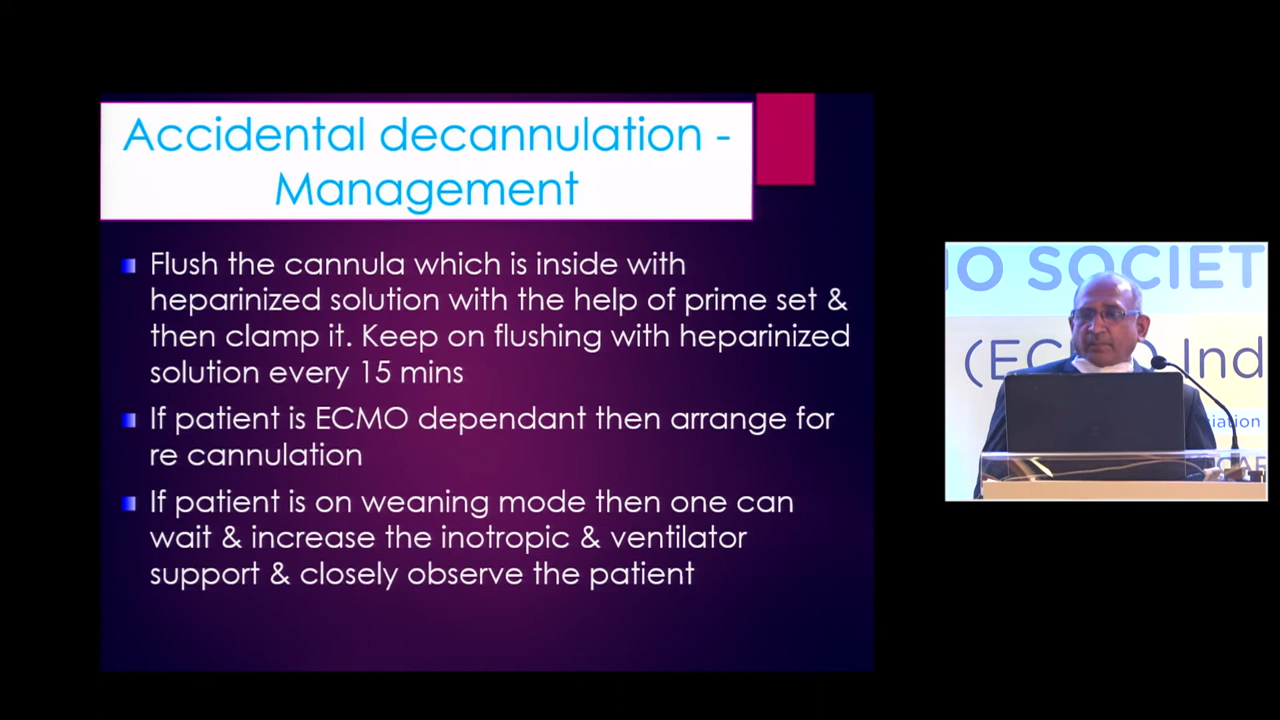 Accidental decannulation -
Management
Flush the cannula which is inside with
heparinized solution with the help of prime set &
then clamp it. Keep on flushing with heparinized
solution every 15 mins
If patient is ECMO dependant then arrange for
re cannulation
If patient is on weaning mode then one can
wait & increase the inotropic & ventilator
support & closely observe the patient
O SOCIET
(EC Ind
ciation